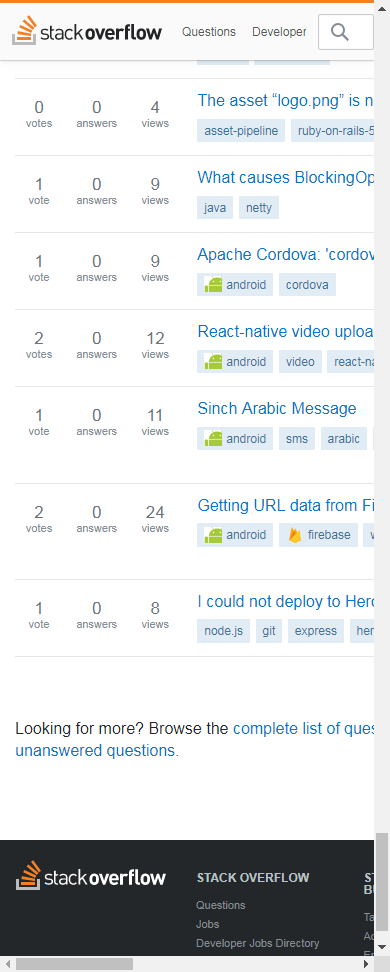 stackoverflow Questions Developer
0 0 4 The asset “logo.png” is n
votes answers views
asset-pipeline ruby-on-rails-5
1 0 9 What causes BlockingOp
vote answers views
java netty
1 0 9 Apache Cordova: 'cordov
vote answers views
android cordova
2 0 12 React-native video uploa
votes answers views
android video react-na
1 0 11 Sinch Arabic Message
vote answers views
android sms arabic
2 0 24 Getting URL data from Fi
votes answers views
android firebase
1 0 8 I could not deploy to Hero
vote answers views
node.js git express her
Looking for more? Browse the complete list of ques
unanswered questions.
stackoverflow
STACK OVERFLOW
Questions
Jobs
Developer Jobs Directory